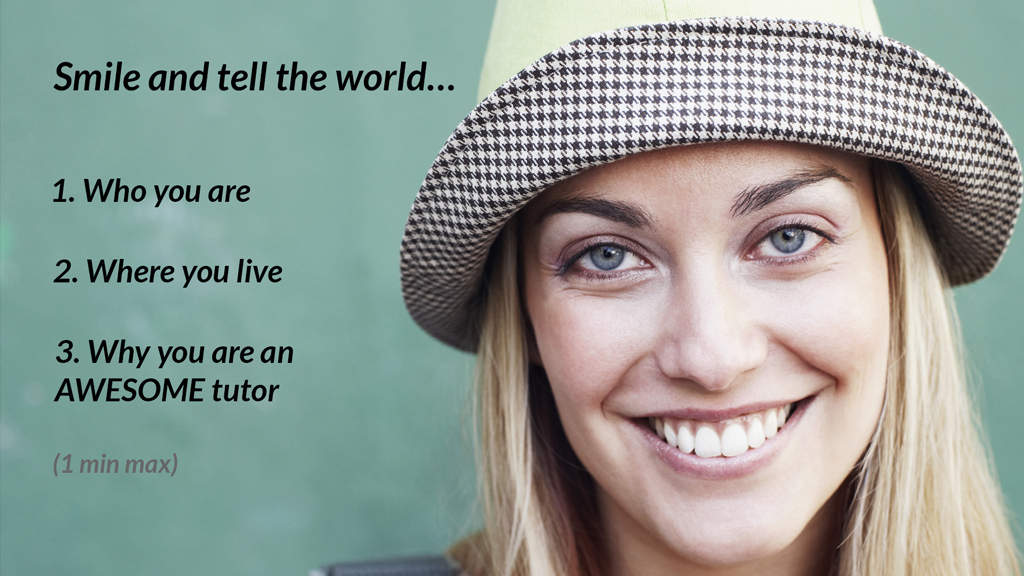 Smile and tell the world...
1. Who you are
2. Where you live
3. Why you are an
AWESOME tutor
(1 min max)